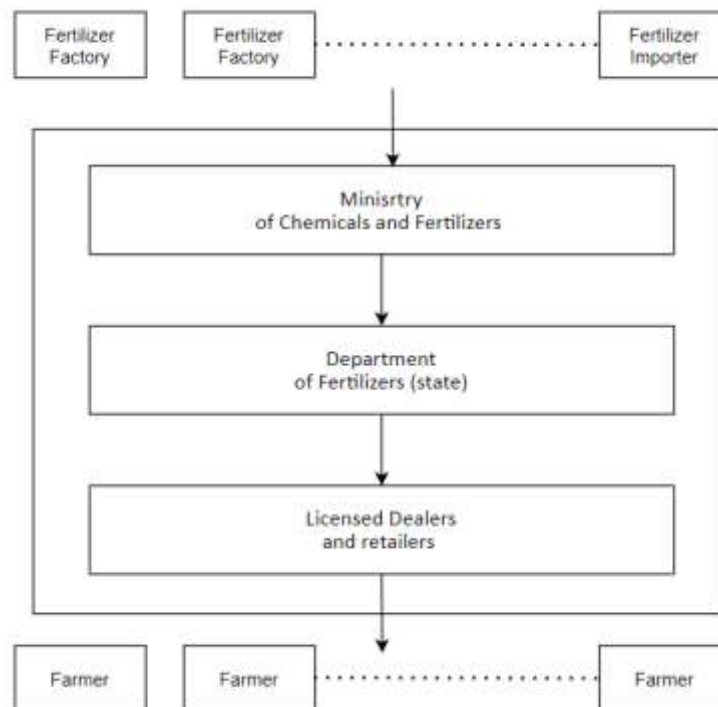 Fertilizer
Factory
Fertilizer
Factory
Fertilizer
Importer
Minisrtry
of Chemicals and Fertilizers
Department
of Fertilizers (state)
Licensed Dealers
and retailers
Farmer
Farmer
Farmer